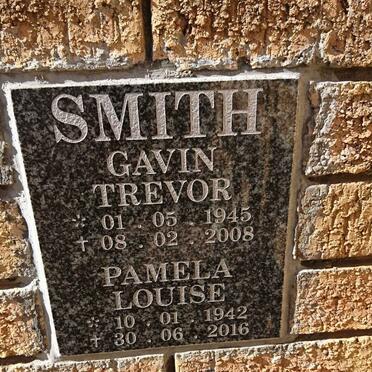 SMITH
GAVIN
TREVOR
* 01 . 05 . 1945
† 08 . 02 . 2008
PAMELA
LOUISE
* 10 . 01 . 1942
† 30 . 06 . 2016